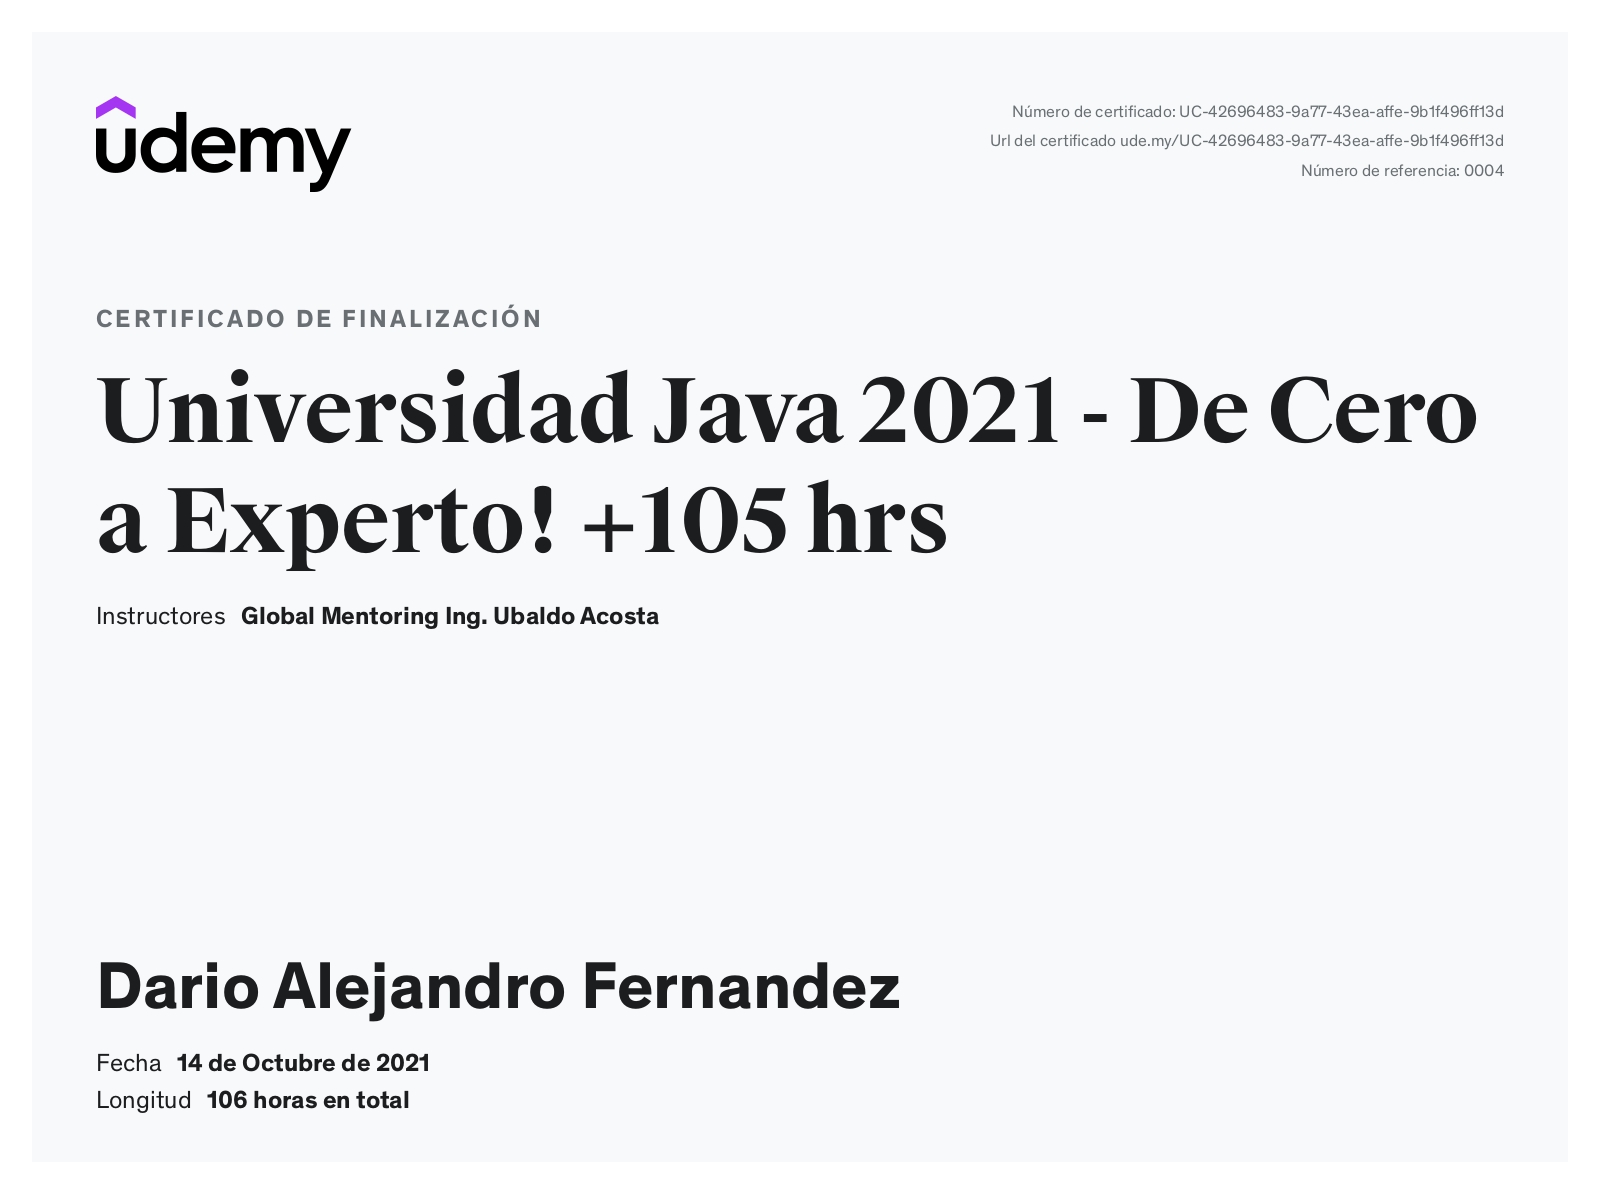 udemy
Número de certificado: UC-42696483-9a77-43ea-affe-9b1f496ff13d
Url del certificado ude.my/UC-42696483-9a77-43ea-affe-9b1f496ff13d
Número de referencia: 0004
CERTIFICADO DE FINALIZACIÓN
Universidad Java 2021 - De Cero
a Experto! +105 hrs
Instructores Global Mentoring Ing. Ubaldo Acosta
Dario Alejandro Fernandez
Fecha 14 de Octubre de 2021
Longitud 106 horas en total